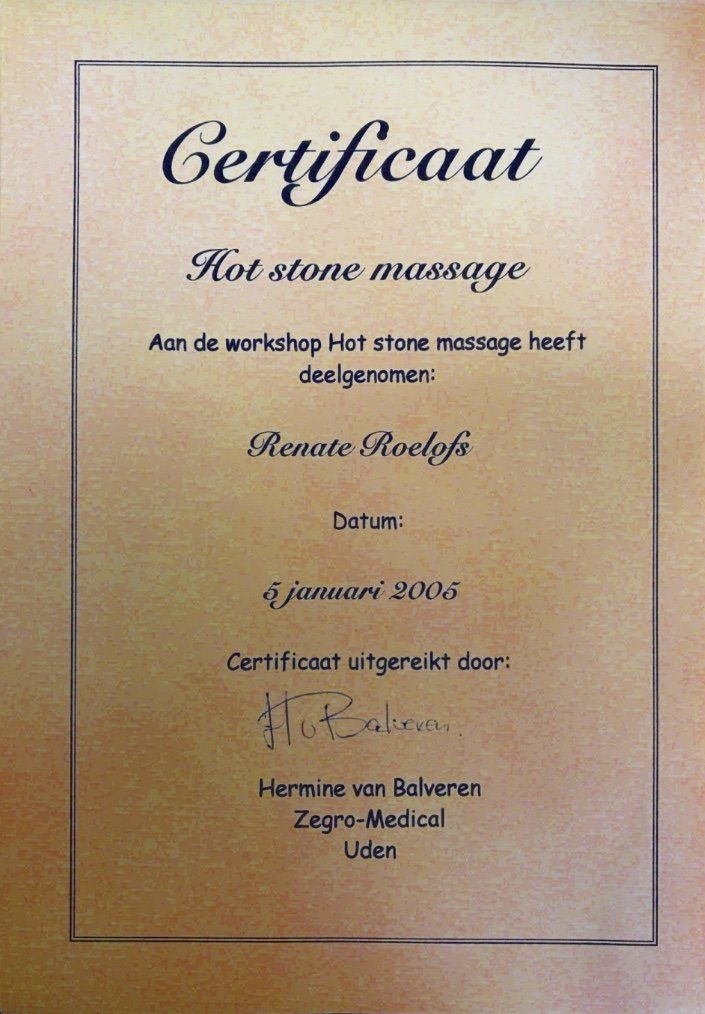 Certificaat
Hot stone massage
Aan de workshop Hot stone massage heeft
deelgenomen:
Renate Roelofs
Datum:
5 januari 2005
Certificaat uitgereikt door:
HvBalveren.
Hermine van Balveren
Zegro-Medical
Uden